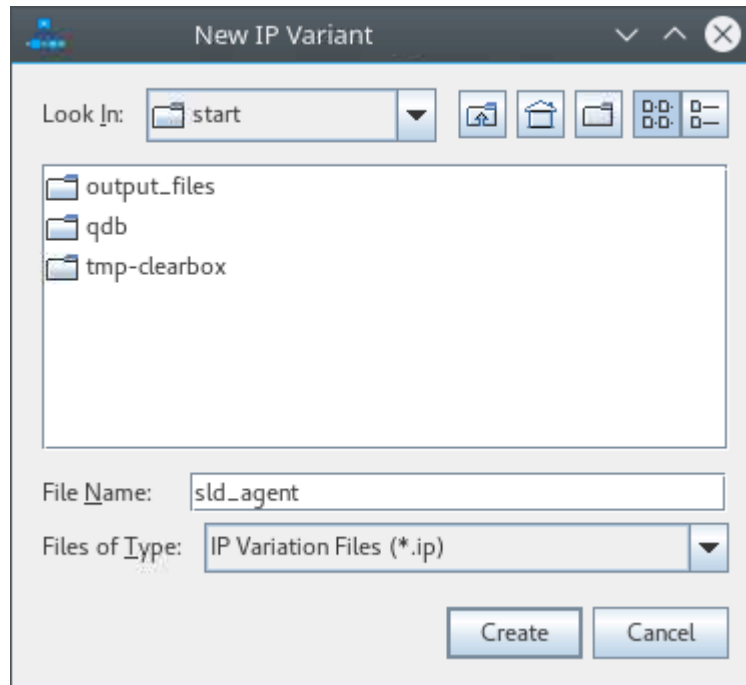 New IP Variant
Look In: start
output_files
qdb
tmp-clearbox
File Name: sld_agent
Files of Type: IP Variation Files (*.ip)
Create Cancel